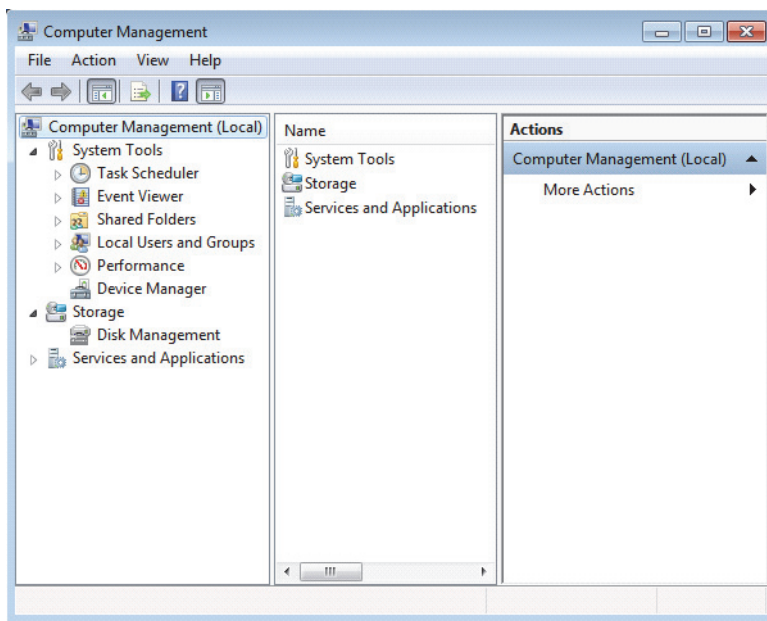 Computer Management
File Action View Help
Computer Management (Local)
System Tools
Task Scheduler
Event Viewer
Shared Folders
Local Users and Groups
Performance
Device Manager
Storage
Disk Management
Services and Applications
Name
System Tools
Storage
Services and Applications
Actions
Computer Management (Local)
More Actions